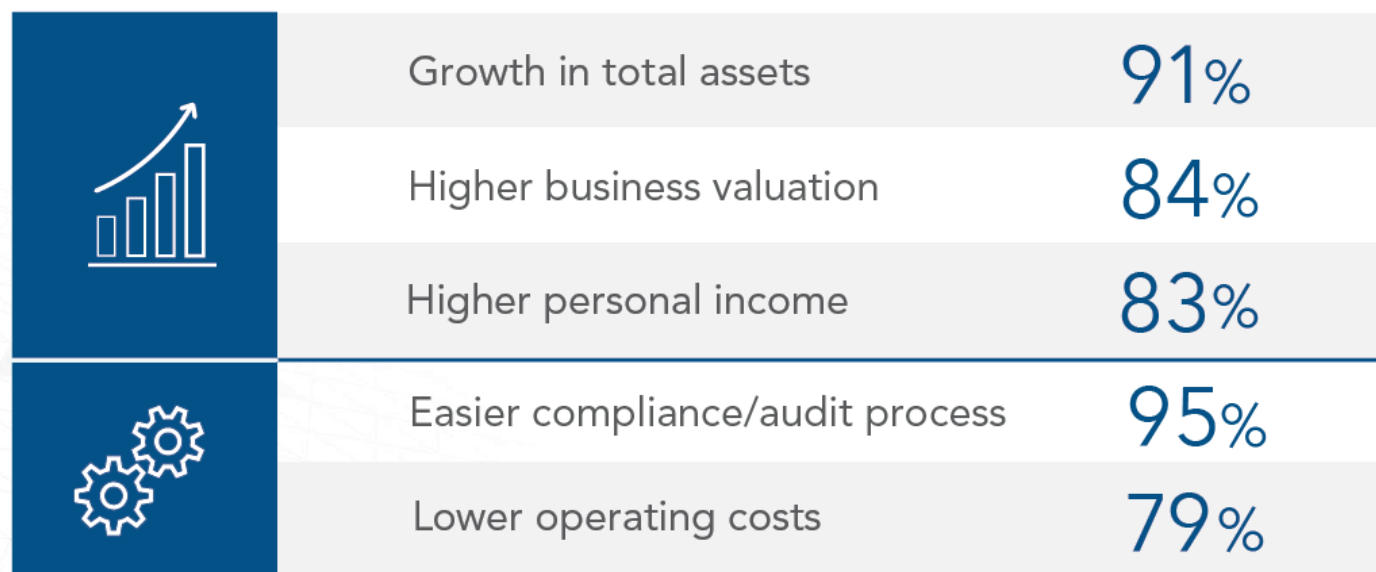 Growth in total assets 91%
Higher business valuation 84%
Higher personal income 83%
Easier compliance/audit process 95%
Lower operating costs 79%